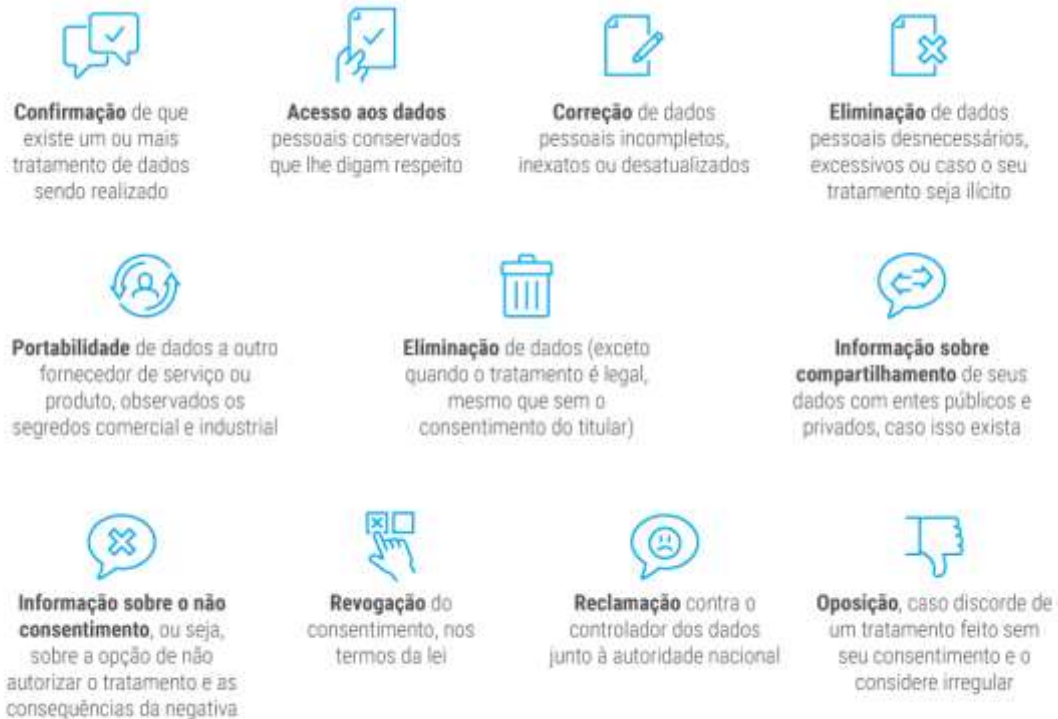 Confirmação de que
existe um ou mais
tratamento de dados
sendo realizado
Acesso aos dados
pessoais conservados
que lhe digam respeito
Correção de dados
pessoais incompletos,
inexatos ou desatualizados
Eliminação de dados
pessoais desnecessários,
excessivos ou caso o seu
tratamento seja ilícito
Portabilidade de dados a outro
fornecedor de serviço ou
produto, observados os
segredos comercial e industrial
Eliminação de dados (exceto
quando o tratamento é legal,
mesmo que sem o
consentimento do titular)
Informação sobre
compartilhamento de seus
dados com entes públicos e
privados, caso isso exista
Informação sobre o não
consentimento, ou seja,
sobre a opção de não
autorizar o tratamento e as
consequências da negativa
Revogação do
consentimento, nos
termos da lei
Reclamação contra o
controlador dos dados
junto à autoridade nacional
Oposição, caso discorde de
um tratamento feito sem
seu consentimento e o
considere irregular